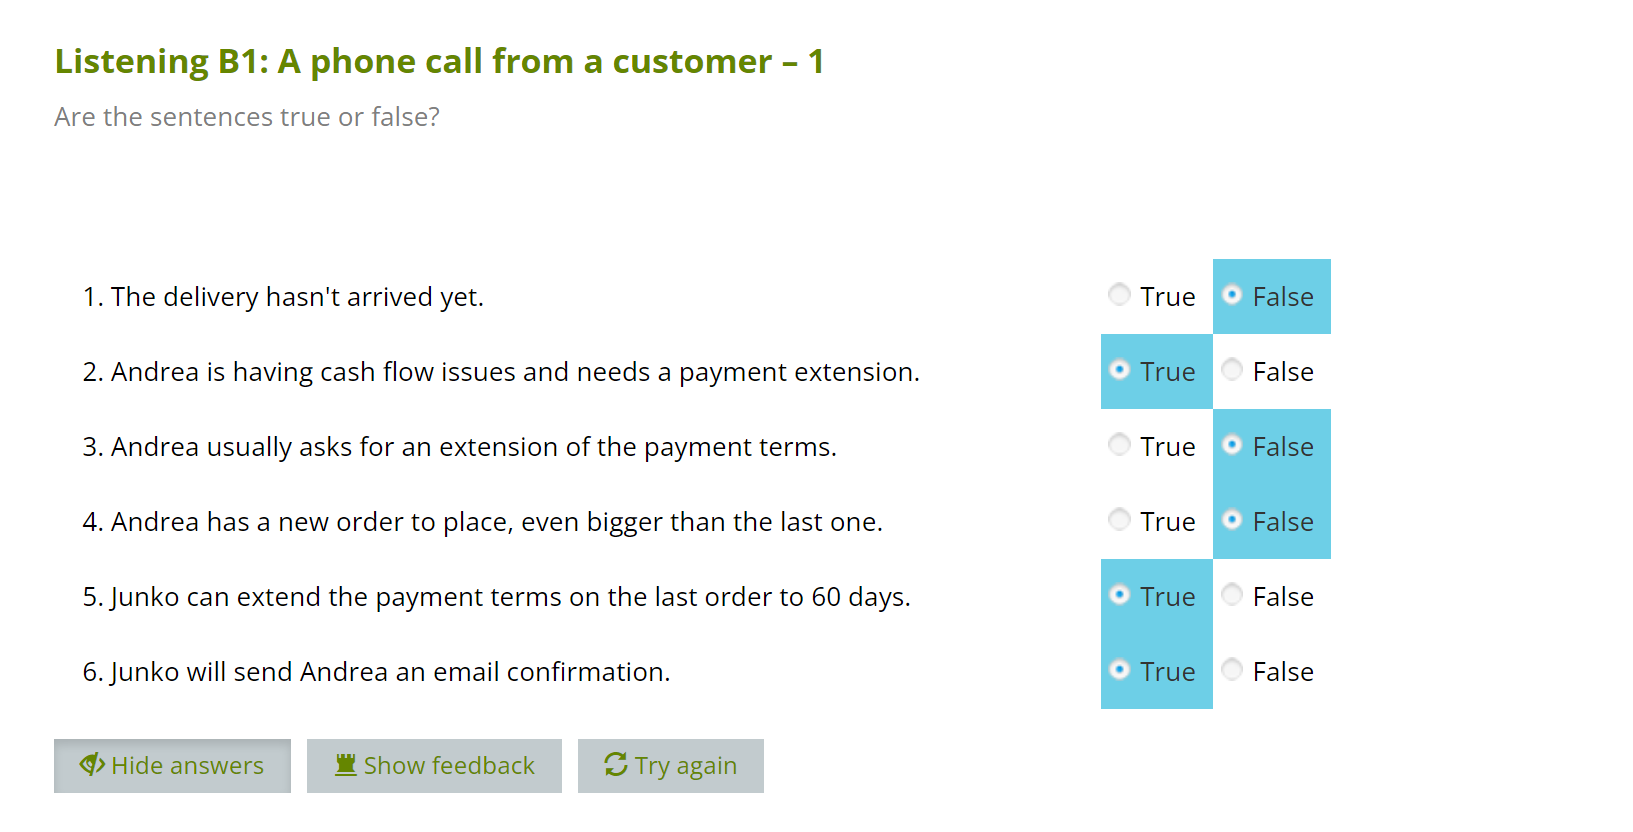 Listening B1: A phone call from a customer – 1
Are the sentences true or false?
1. The delivery hasn't arrived yet. True False
2. Andrea is having cash flow issues and needs a payment extension. True False
3. Andrea usually asks for an extension of the payment terms. True False
4. Andrea has a new order to place, even bigger than the last one. True False
5. Junko can extend the payment terms on the last order to 60 days. True False
6. Junko will send Andrea an email confirmation. True False
Hide answers Show feedback Try again